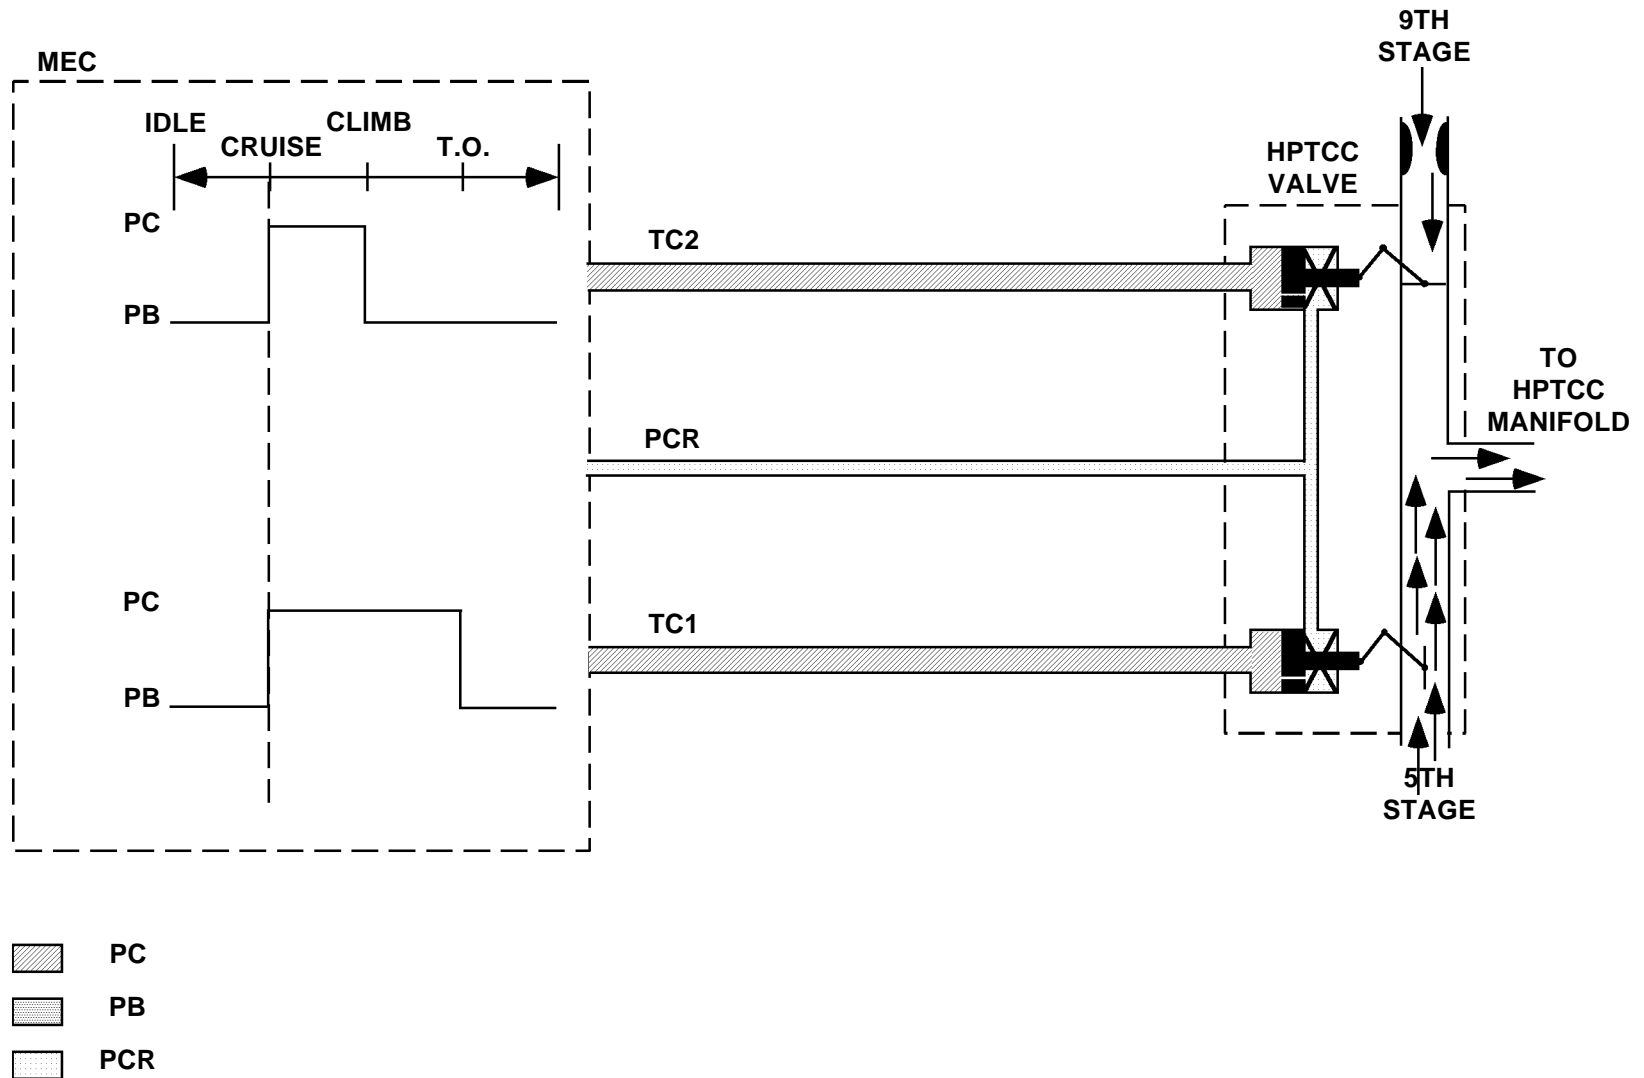 9TH
STAGE
MEC
IDLE
CLIMB
CRUISE
T.O.
HPTCC
VALVE
PC
TC2
PB
TO
HPTCC
MANIFOLD
PCR
PC
TC1
PB
5TH
STAGE
PC
PB
PCR